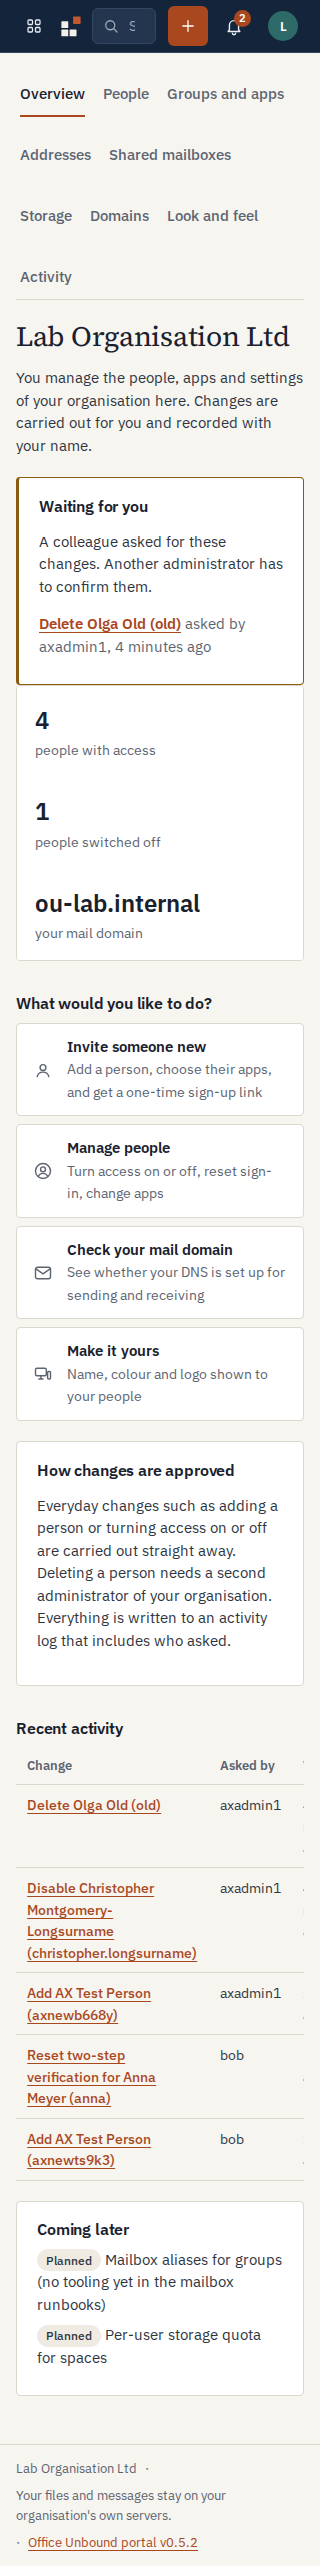 S
2
L
Overview People Groups and apps
Addresses Shared mailboxes
Storage Domains Look and feel
Activity
Lab Organisation Ltd
You manage the people, apps and settings
of your organisation here. Changes are
carried out for you and recorded with
your name.
Waiting for you
A colleague asked for these
changes. Another administrator has
to confirm them.
Delete Olga Old (old) asked by
axadmin1, 4 minutes ago
4
people with access
1
people switched off
ou-lab.internal
your mail domain
What would you like to do?
Invite someone new
Add a person, choose their apps,
and get a one-time sign-up link
Manage people
Turn access on or off, reset sign-
in, change apps
Check your mail domain
See whether your DNS is set up for
sending and receiving
Make it yours
Name, colour and logo shown to
your people
How changes are approved
Everyday changes such as adding a
person or turning access on or off
are carried out straight away.
Deleting a person needs a second
administrator of your organisation.
Everything is written to an activity
log that includes who asked.
Recent activity
Change Asked by
Delete Olga Old (old) axadmin1
Disable Christopher axadmin1
Montgomery-
Longsurname
(christopher.longsurname)
Add AX Test Person axadmin1
(axnewb668y)
Reset two-step bob
verification for Anna
Meyer (anna)
Add AX Test Person bob
(axnewts9k3)
Coming later
Planned Mailbox aliases for groups
(no tooling yet in the mailbox
runbooks)
Planned Per-user storage quota
for spaces
Lab Organisation Ltd ·
Your files and messages stay on your
organisation's own servers.
· Office Unbound portal v0.5.2